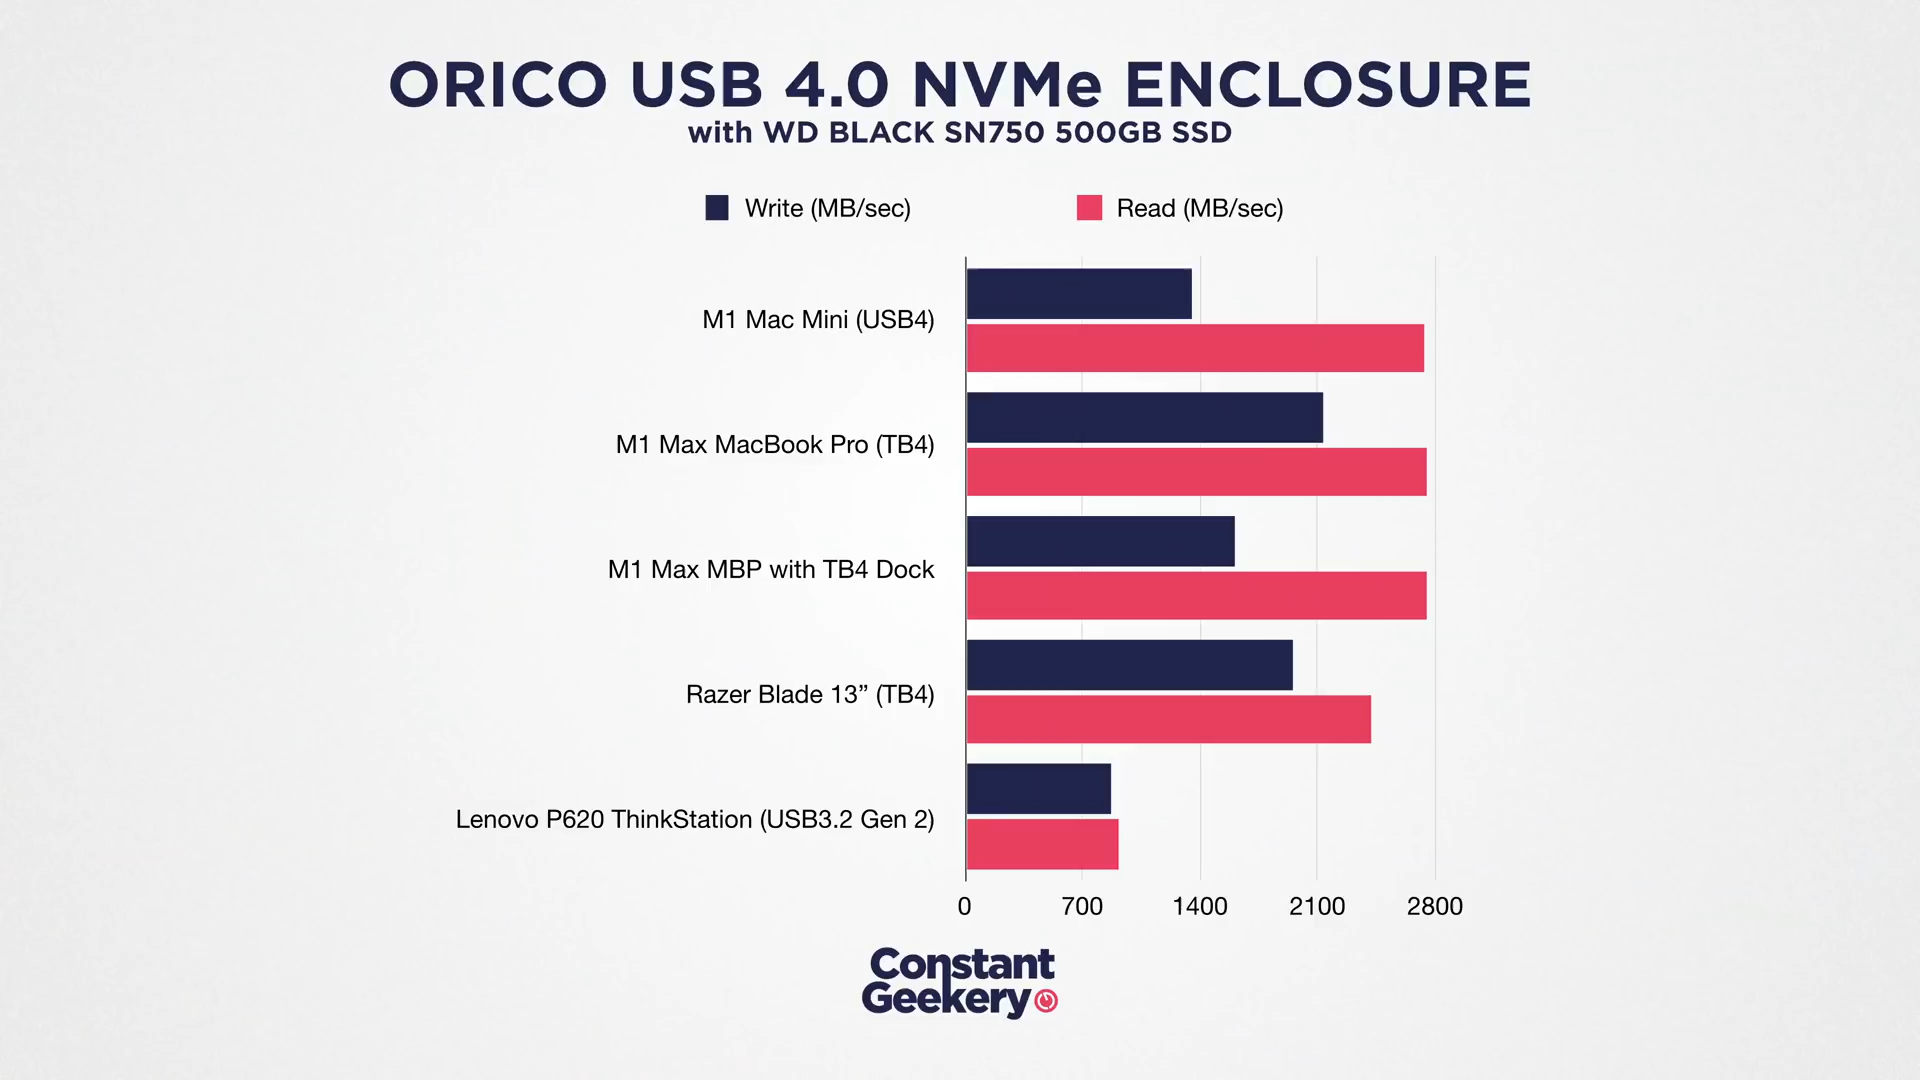 ORICO USB 4.0 NVMe ENCLOSURE
with WD BLACK SN750 500GB SSD
Write (MB/sec)
Read (MB/sec)
M1 Mac Mini (USB4)
M1 Max MacBook Pro (TB4)
M1 Max MBP with TB4 Dock
Razer Blade 13” (TB4)
Lenovo P620 ThinkStation (USB3.2 Gen 2)
0 700 1400 2100 2800
Constant
Geekery